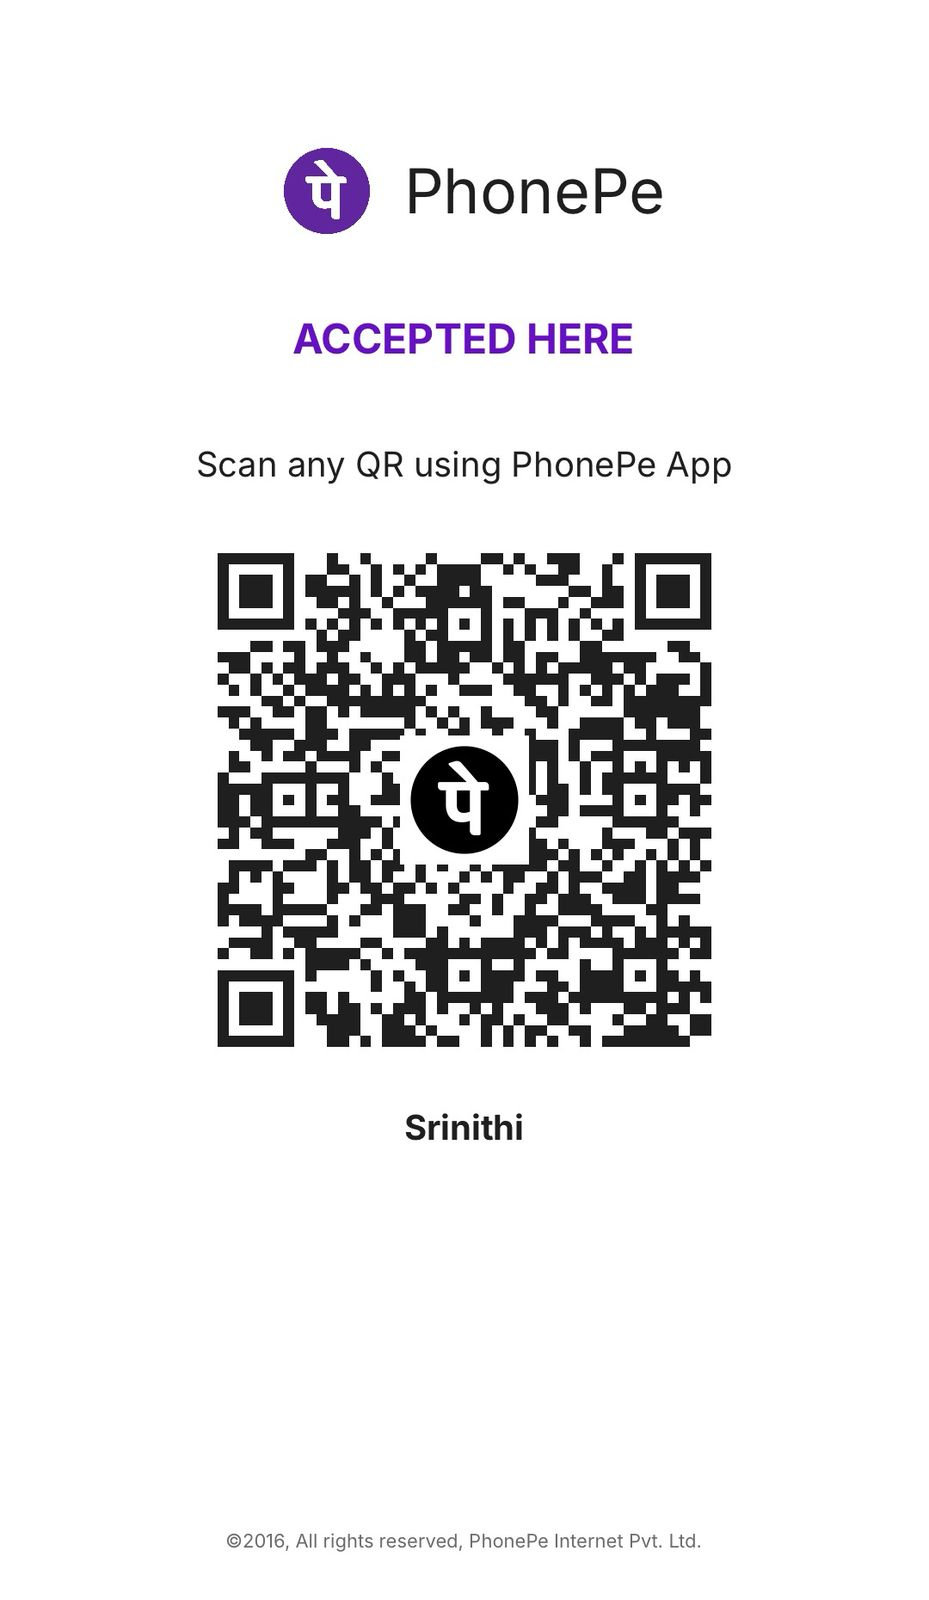 पे PhonePe
ACCEPTED HERE
Scan any QR using PhonePe App
पे
Srinithi
©2016, All rights reserved, PhonePe Internet Pvt. Ltd.